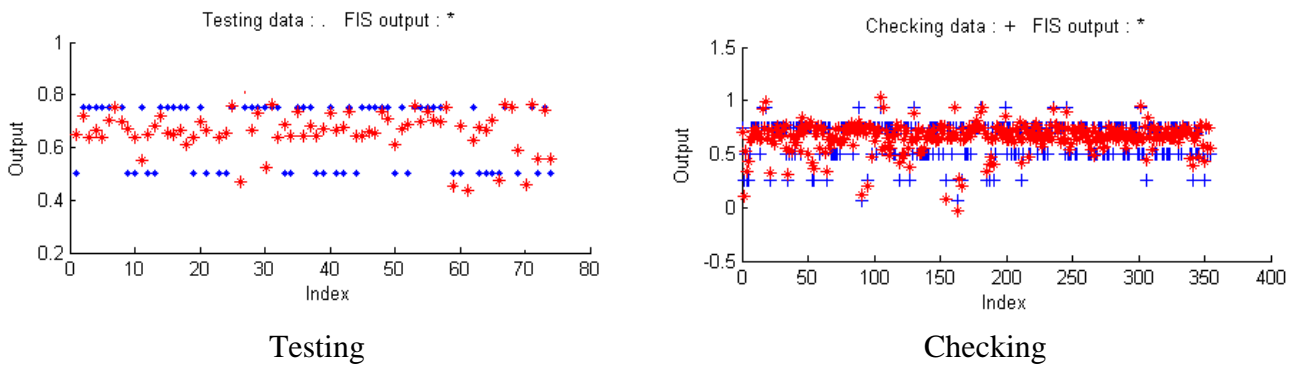 Testing data : . FIS output : *
1
0.8
0.6
0.4
0.2
Output
0 10 20 30 40 50 60 70 80
Index
Testing
Checking data : + FIS output : *
1.5
1
0.5
0
-0.5
Output
0 50 100 150 200 250 300 350 400
Index
Checking